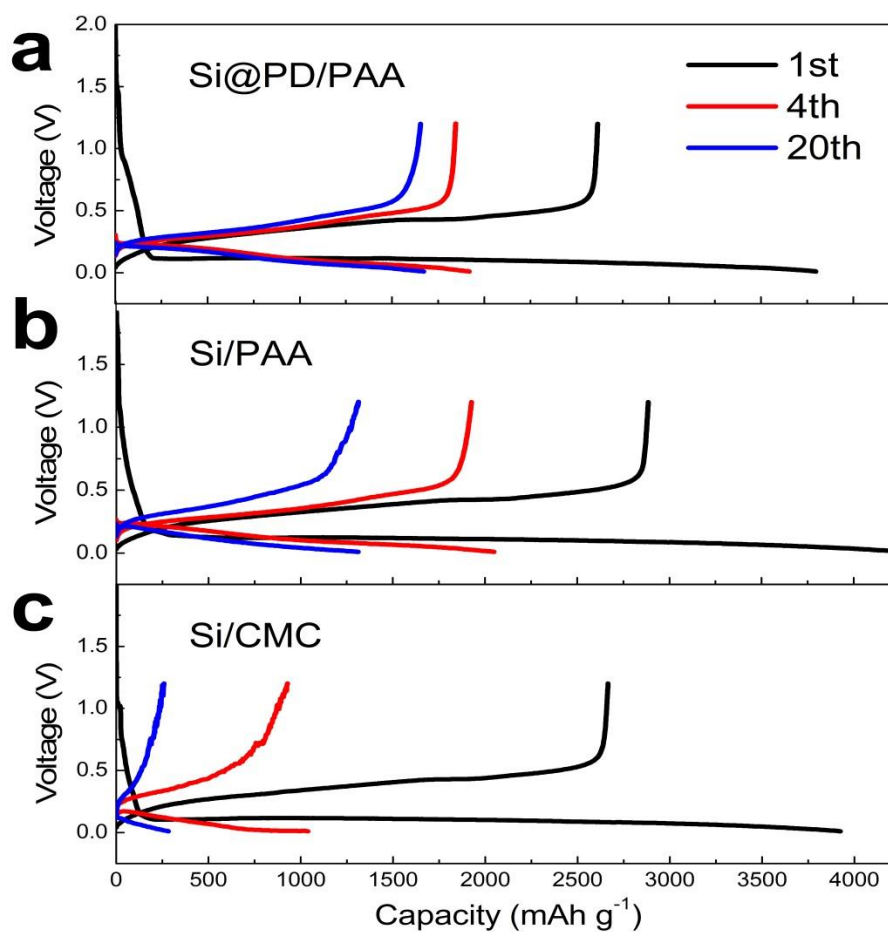 a
Si@PD/PAA
1st
4th
20th
Voltage (V)
2.0
1.5
1.0
0.5
0.0
b
Si/PAA
Voltage (V)
1.5
1.0
0.5
0.0
c
Si/CMC
Voltage (V)
1.5
1.0
0.5
0.0
0 500 1000 1500 2000 2500 3000 3500 4000
Capacity (mAh g⁻¹)